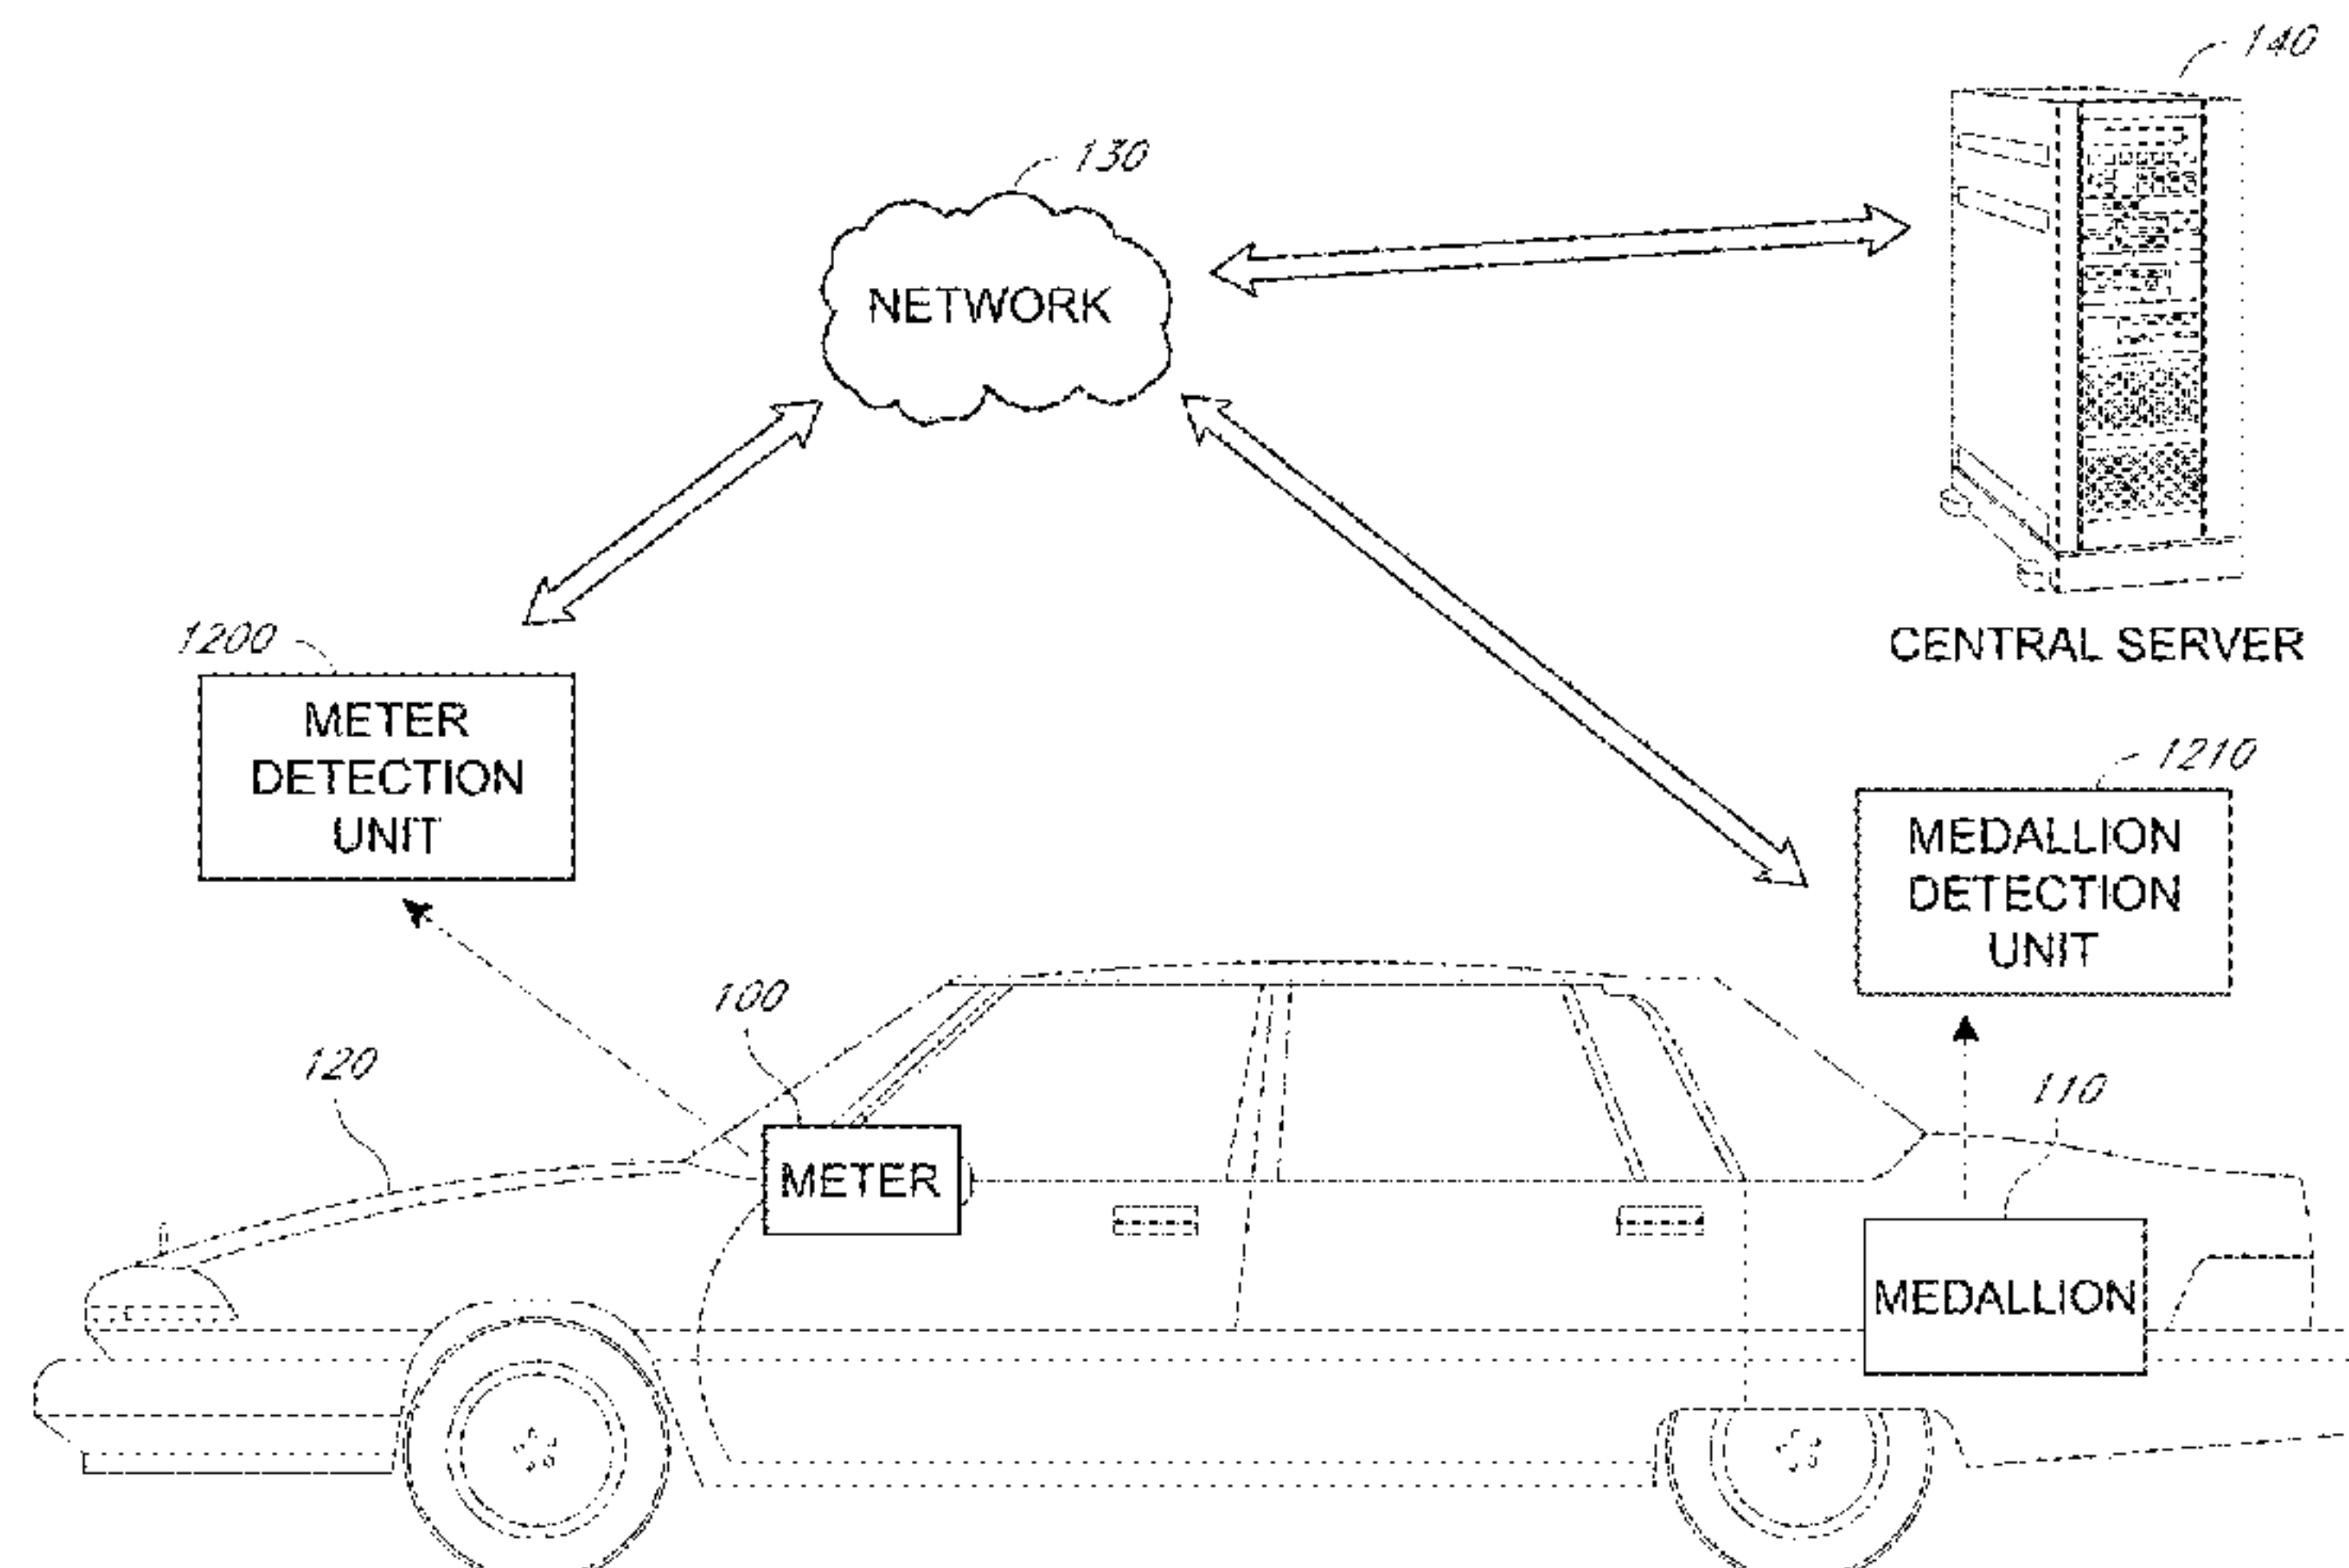 140
130
NETWORK
1200
CENTRAL SERVER
METER
DETECTION
UNIT
1210
MEDALLION
DETECTION
UNIT
100
120
110
METER
MEDALLION